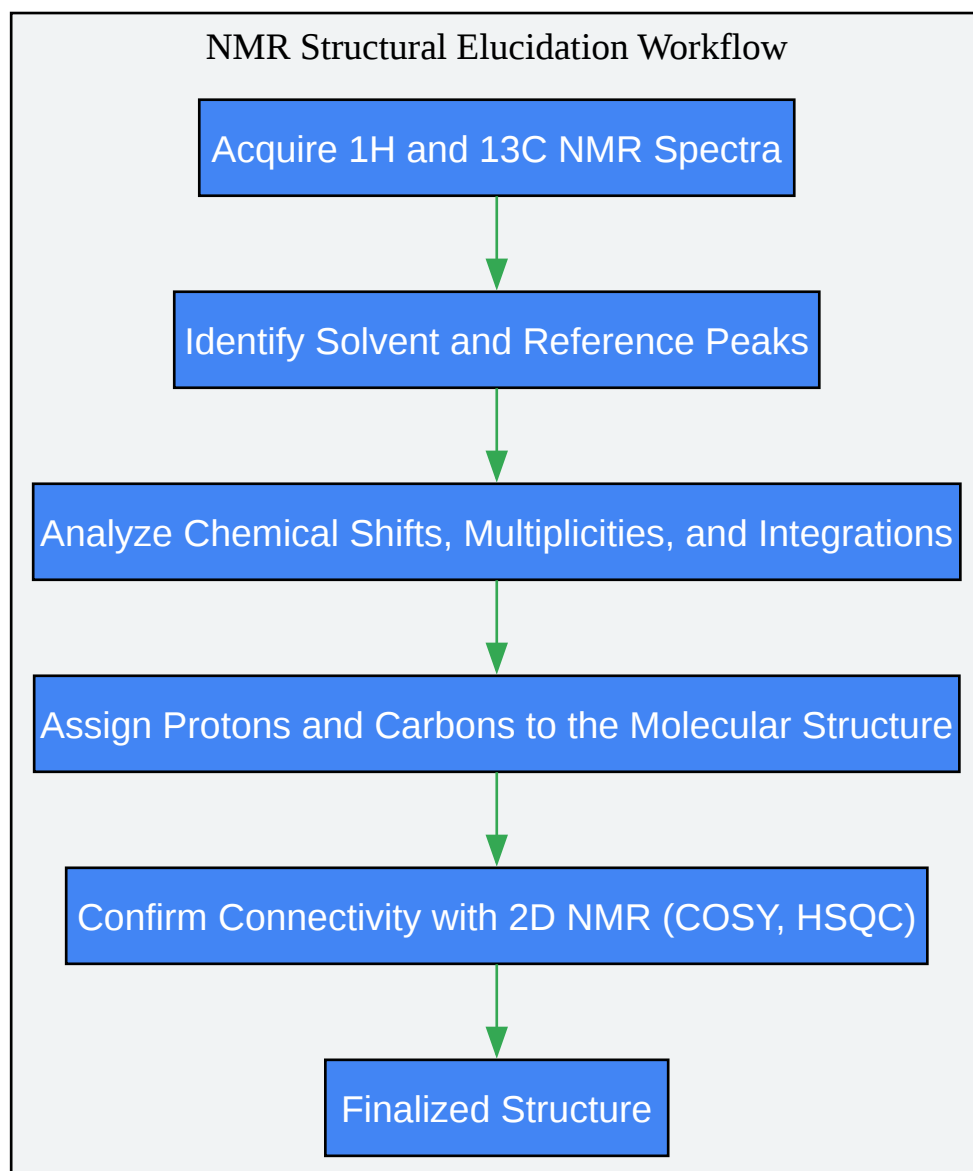 NMR Structural Elucidation Workflow
Acquire 1H and 13C NMR Spectra
Identify Solvent and Reference Peaks
Analyze Chemical Shifts, Multiplicities, and Integrations
Assign Protons and Carbons to the Molecular Structure
Confirm Connectivity with 2D NMR (COSY, HSQC)
Finalized Structure